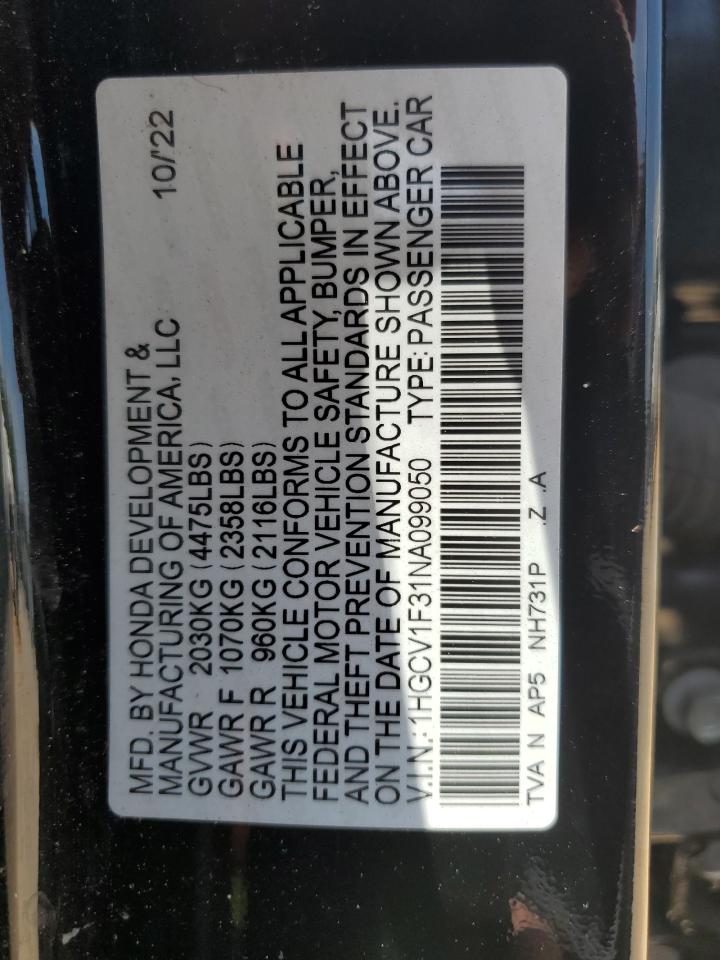 MFD. BY HONDA DEVELOPMENT &
MANUFACTURING OF AMERICA, LLC 10/'22
GVWR 2030KG (4475LBS)
GAWR F 1070KG (2358LBS)
GAWR R 960KG (2116LBS)
THIS VEHICLE CONFORMS TO ALL APPLICABLE
FEDERAL MOTOR VEHICLE SAFETY, BUMPER,
AND THEFT PREVENTION STANDARDS IN EFFECT
ON THE DATE OF MANUFACTURE SHOWN ABOVE.
V.I.N.: 1HGCV1F31NA099050 TYPE: PASSENGER CAR
TVA N AP5 NH731P .Z .A